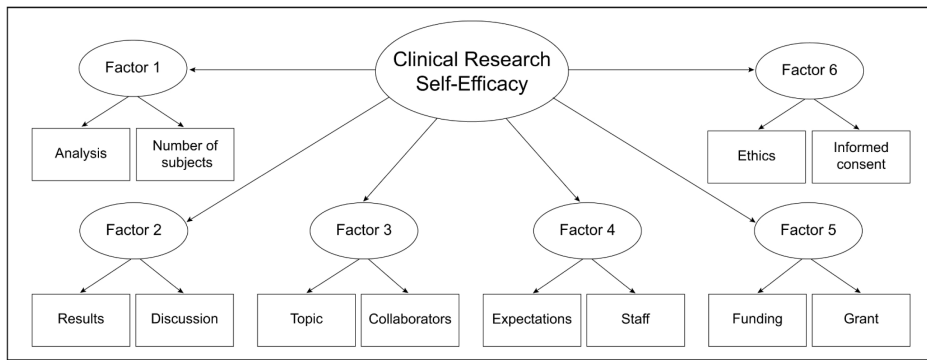 Clinical Research
Self-Efficacy
Factor 1
Factor 6
Analysis
Number of
subjects
Ethics
Informed
consent
Factor 2
Factor 3
Factor 4
Factor 5
Results
Discussion
Topic
Collaborators
Expectations
Staff
Funding
Grant